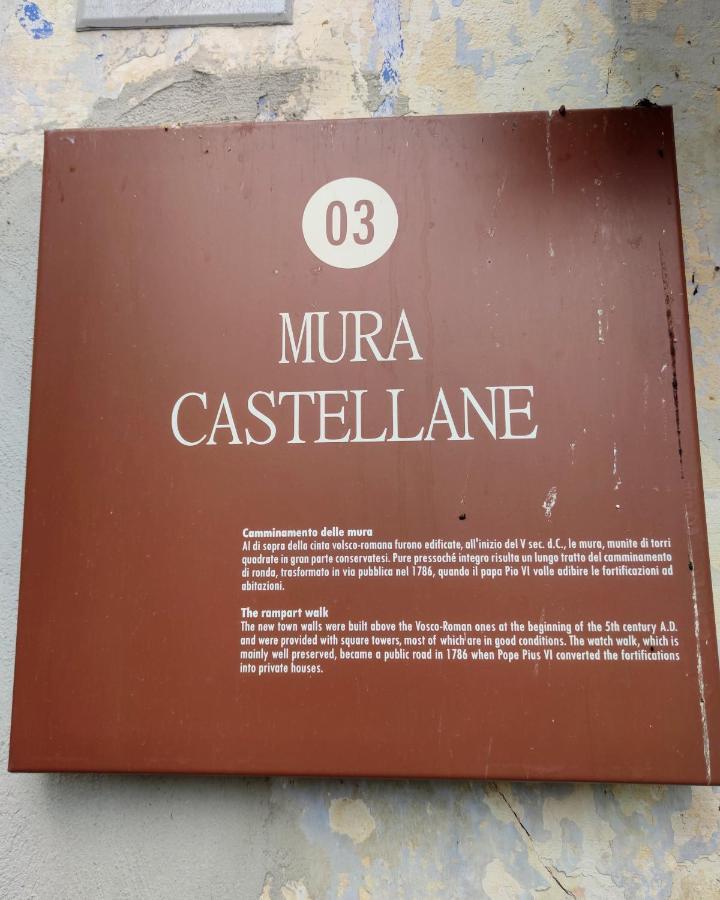 03
MURA
CASTELLANE
Camminamento delle mura
Al di sopra della cinta volsco-romana furono edificate, all'inizio del V sec. d.C., le mura, munite di torri
quadrate in gran parte conservatesi. Pure pressoché integro risulta un lungo tratto del camminamento
di ronda, trasformato in via pubblica nel 1786, quando il papa Pio VI volle adibire le fortificazioni ad
abitazioni.
The rampart walk
The new town walls were built above the Vosco-Roman ones at the beginning of the 5th century A.D.
and were provided with square towers, most of which are in good conditions. The watch walk, which is
mainly well preserved, became a public road in 1786 when Pope Pius VI converted the fortifications
into private houses.